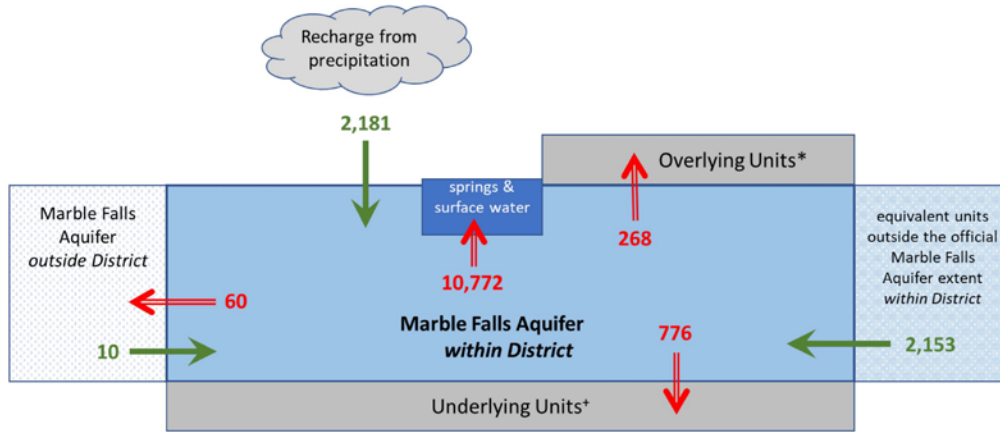 Recharge from
precipitation
2,181
Overlying Units*
springs &
surface water
Marble Falls
Aquifer
outside District
equivalent units
outside the official
Marble Falls
Aquifer extent
within District
268
10,772
60
Marble Falls Aquifer
within District
776
10
2,153
Underlying Units⁺